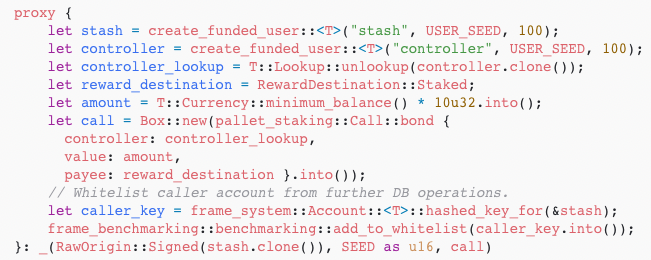 proxy {
let stash = create_funded_user::<T>("stash", USER_SEED, 100);
let controller = create_funded_user::<T>("controller", USER_SEED, 100);
let controller_lookup = T::Lookup::unlookup(controller.clone());
let reward_destination = RewardDestination::Staked;
let amount = T::Currency::minimum_balance() * 10u32.into();
let call = Box::new(pallet_staking::Call::bond {
controller: controller_lookup,
value: amount,
payee: reward_destination }.into());
// Whitelist caller account from further DB operations.
let caller_key = frame_system::Account::<T>::hashed_key_for(&stash);
frame_benchmarking::benchmarking::add_to_whitelist(caller_key.into());
}: _(RawOrigin::Signed(stash.clone()), SEED as u16, call)